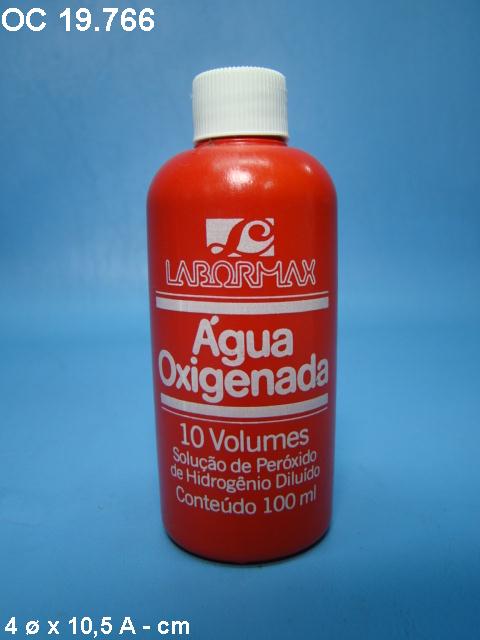 OC 19.766
LABORMAX
Água
Oxigenada
10 Volumes
Solução de Peróxido
de Hidrogênio Diluído
Conteúdo 100 ml
4 ø x 10,5 A - cm